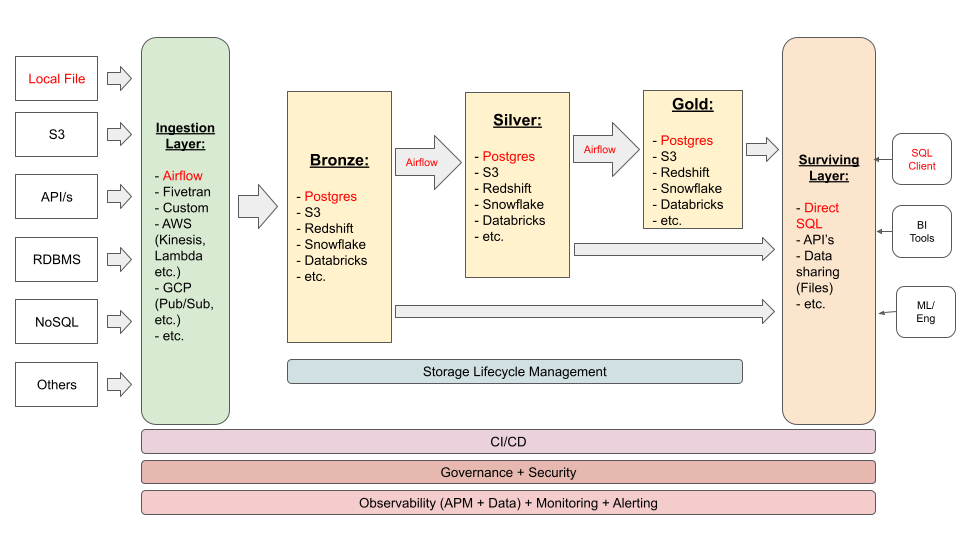 Local File
S3
API/s
RDBMS
NoSQL
Others
Ingestion
Layer:
- Airflow
- Fivetran
- Custom
- AWS
(Kinesis,
Lambda
etc.)
- GCP
(Pub/Sub,
etc.)
- etc.
Bronze:
- Postgres
- S3
- Redshift
- Snowflake
- Databricks
- etc.
Airflow
Silver:
- Postgres
- S3
- Redshift
- Snowflake
- Databricks
- etc.
Airflow
Gold:
- Postgres
- S3
- Redshift
- Snowflake
- Databricks
- etc.
Surviving
Layer:
- Direct
SQL
- API's
- Data
sharing
(Files)
- etc.
SQL
Client
BI
Tools
ML/
Eng
Storage Lifecycle Management
CI/CD
Governance + Security
Observability (APM + Data) + Monitoring + Alerting